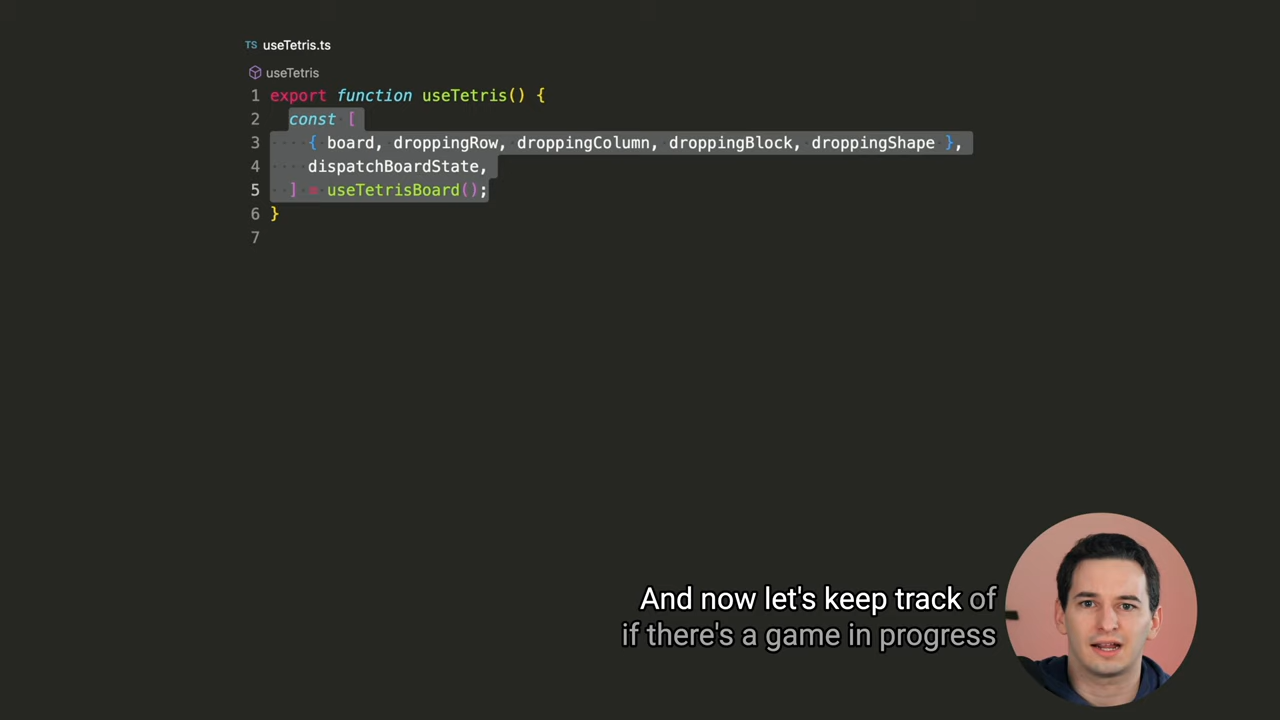 TS useTetris.ts
useTetris
1 export function useTetris() {
2 const [
3 { board, droppingRow, droppingColumn, droppingBlock, droppingShape },
4 dispatchBoardState,
5 ] = useTetrisBoard();
6 }
7
And now let's keep track of
if there's a game in progress